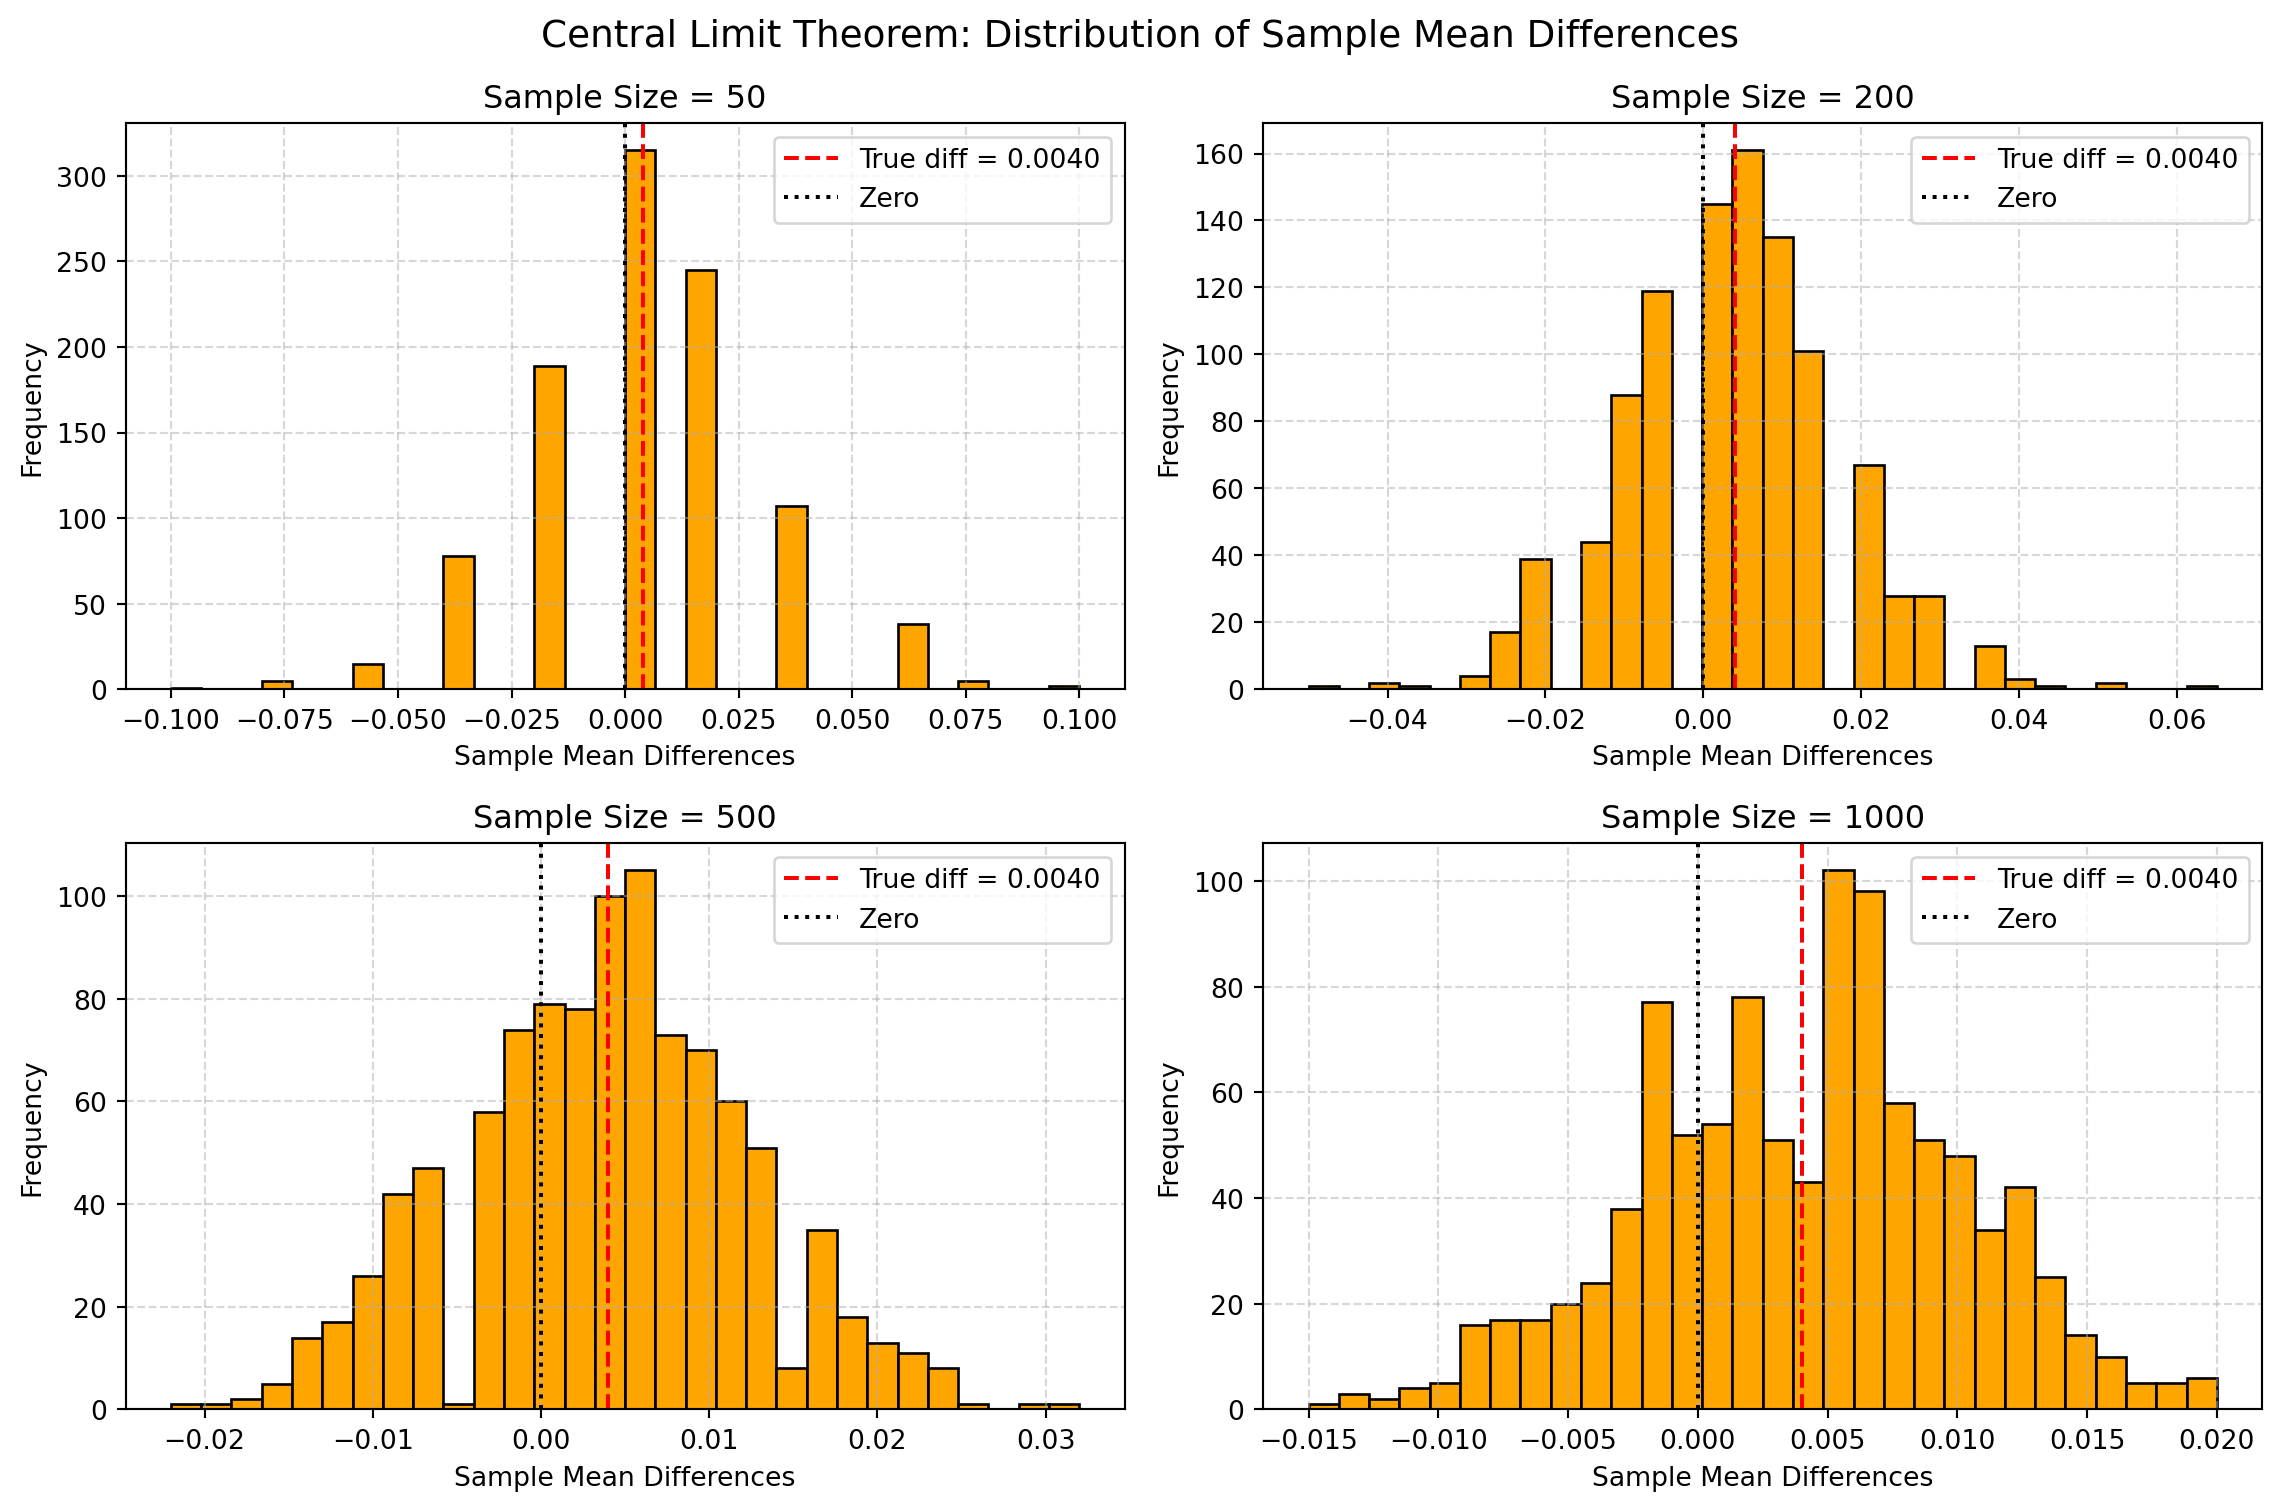 Central Limit Theorem: Distribution of Sample Mean Differences
Sample Size = 50
300
250
200
150
100
50
0
Frequency
True diff = 0.0040
Zero
−0.100 −0.075 −0.050 −0.025 0.000 0.025 0.050 0.075 0.100
Sample Mean Differences
Sample Size = 200
160
140
120
100
80
60
40
20
0
Frequency
True diff = 0.0040
Zero
−0.04 −0.02 0.00 0.02 0.04 0.06
Sample Mean Differences
Sample Size = 500
100
80
60
40
20
0
Frequency
True diff = 0.0040
Zero
−0.02 −0.01 0.00 0.01 0.02 0.03
Sample Mean Differences
Sample Size = 1000
100
80
60
40
20
0
Frequency
True diff = 0.0040
Zero
−0.015 −0.010 −0.005 0.000 0.005 0.010 0.015 0.020
Sample Mean Differences